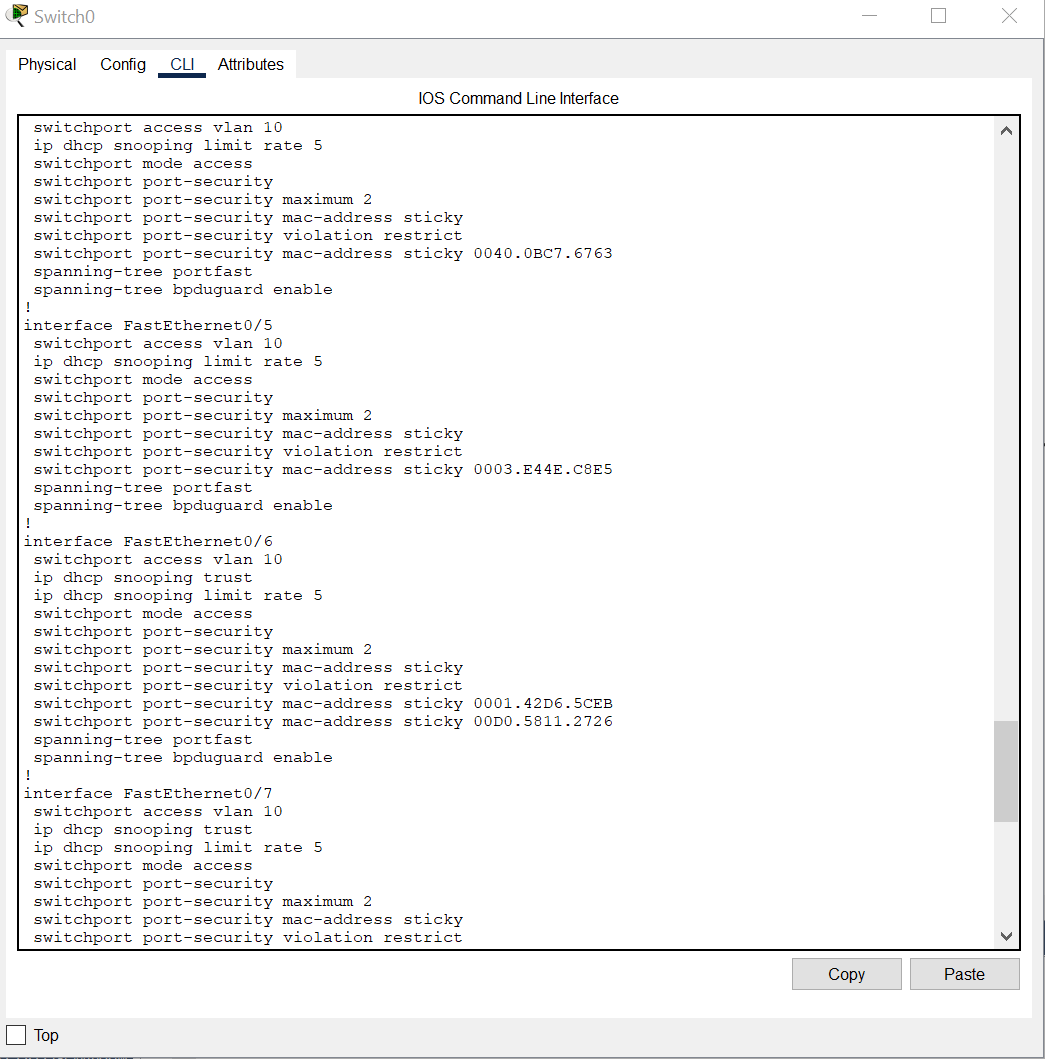 Switch0
Physical Config CLI Attributes
IOS Command Line Interface
switchport access vlan 10
ip dhcp snooping limit rate 5
switchport mode access
switchport port-security
switchport port-security maximum 2
switchport port-security mac-address sticky
switchport port-security violation restrict
switchport port-security mac-address sticky 0040.0BC7.6763
spanning-tree portfast
spanning-tree bpduguard enable
!
interface FastEthernet0/5
switchport access vlan 10
ip dhcp snooping limit rate 5
switchport mode access
switchport port-security
switchport port-security maximum 2
switchport port-security mac-address sticky
switchport port-security violation restrict
switchport port-security mac-address sticky 0003.E44E.C8E5
spanning-tree portfast
spanning-tree bpduguard enable
!
interface FastEthernet0/6
switchport access vlan 10
ip dhcp snooping trust
ip dhcp snooping limit rate 5
switchport mode access
switchport port-security
switchport port-security maximum 2
switchport port-security mac-address sticky
switchport port-security violation restrict
switchport port-security mac-address sticky 0001.42D6.5CEB
switchport port-security mac-address sticky 00D0.5811.2726
spanning-tree portfast
spanning-tree bpduguard enable
!
interface FastEthernet0/7
switchport access vlan 10
ip dhcp snooping trust
ip dhcp snooping limit rate 5
switchport mode access
switchport port-security
switchport port-security maximum 2
switchport port-security mac-address sticky
switchport port-security violation restrict
Copy Paste
Top